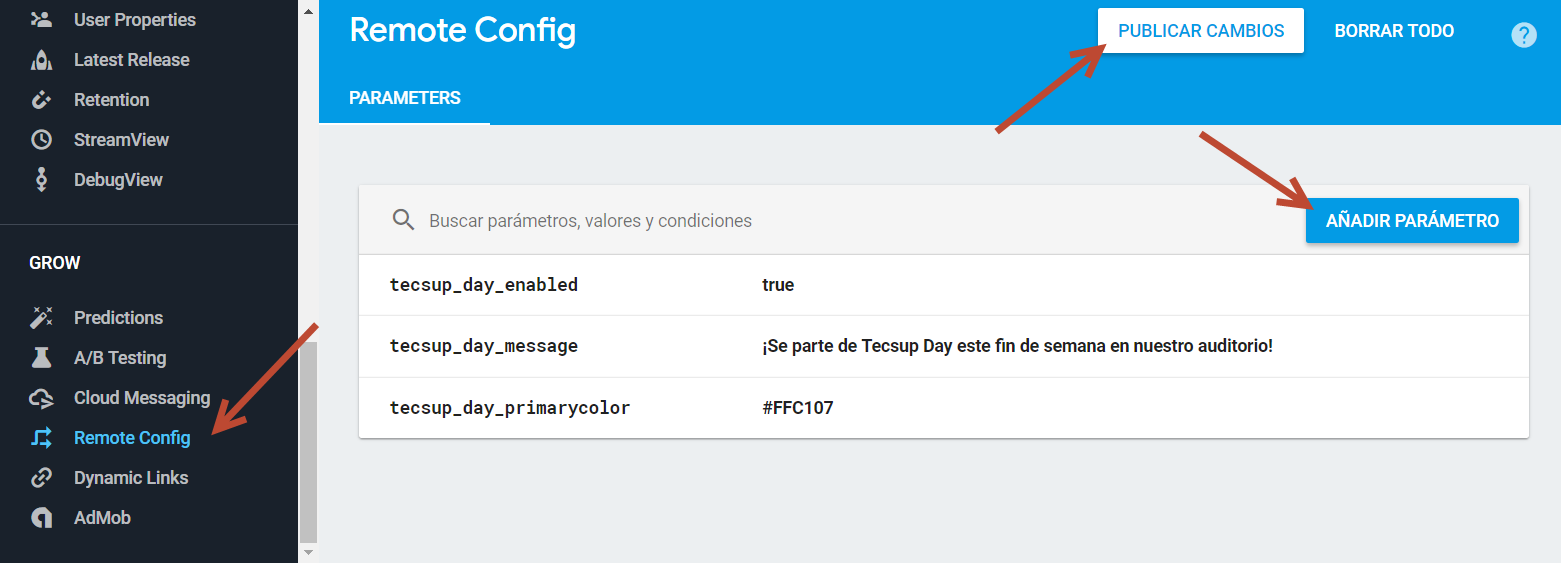 User Properties
Latest Release
Retention
StreamView
DebugView
GROW
Predictions
A/B Testing
Cloud Messaging
Remote Config
Dynamic Links
AdMob
Remote Config
PUBLICAR CAMBIOS
BORRAR TODO
?
PARAMETERS
Buscar parámetros, valores y condiciones
AÑADIR PARÁMETRO
tecsup_day_enabled true
tecsup_day_message ¡Se parte de Tecsup Day este fin de semana en nuestro auditorio!
tecsup_day_primarycolor #FFC107